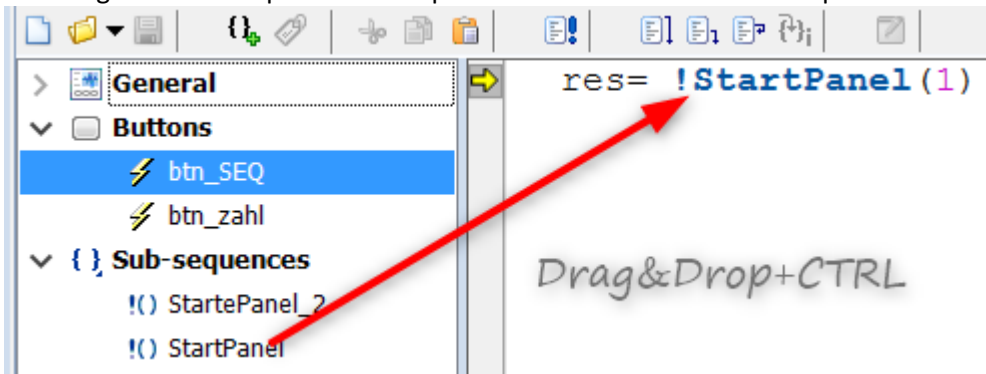 General
res= !StartPanel(1)
Buttons
btn_SEQ
btn_zahl
{ } Sub-sequences
Drag&Drop+CTRL
!() StartePanel_2
!() StartPanel